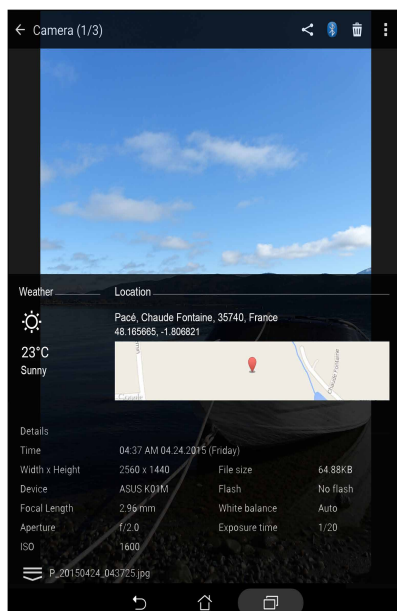 Camera (1/3)
Weather Location
Pacé, Chaude Fontaine, 35740, France
48.165665, -1.806821
23°C
Sunny
Chaude Fontaine
Google
Details
Time 04:37 AM 04.24.2015 (Friday)
Width x Height 2560 x 1440 File size 64.88KB
Device ASUS K01M Flash No flash
Focal Length 2.96 mm White balance Auto
Aperture f/2.0 Exposure time 1/20
ISO 1600
P_20150424_043725.jpg